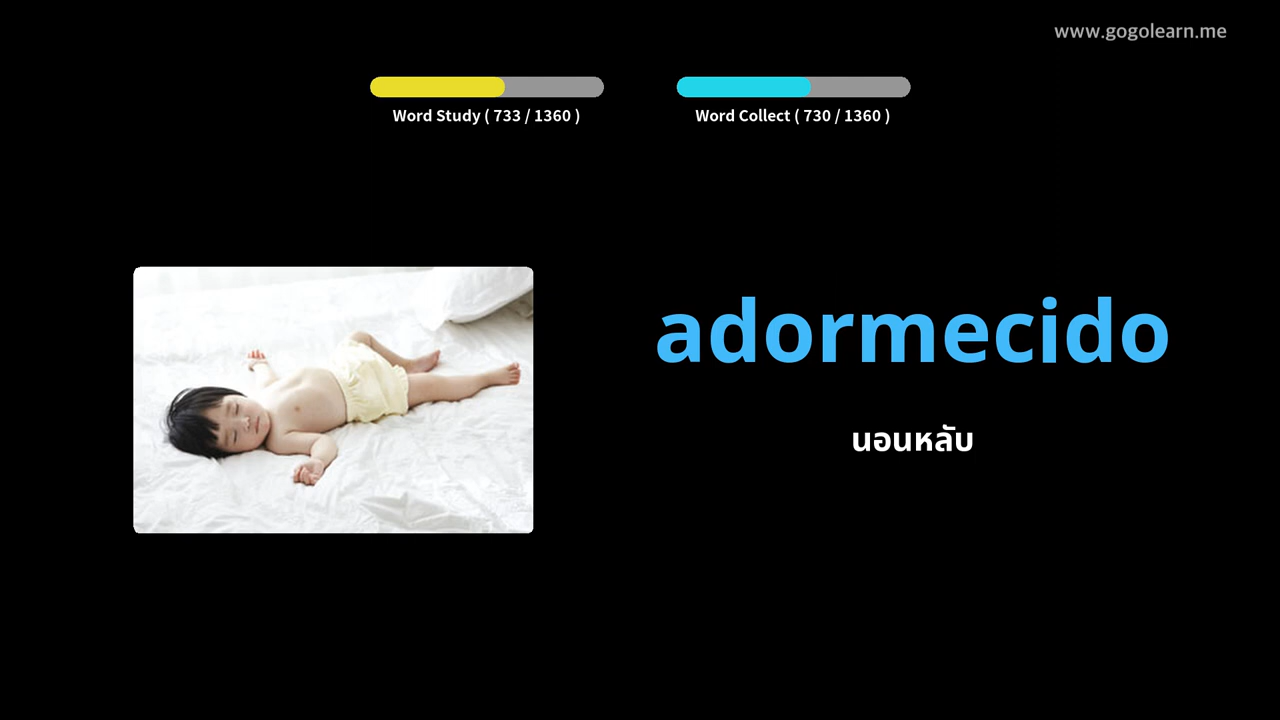 www.gogolearn.me
Word Study ( 733 / 1360 )
Word Collect ( 730 / 1360 )
adormecido
นอนหลับ